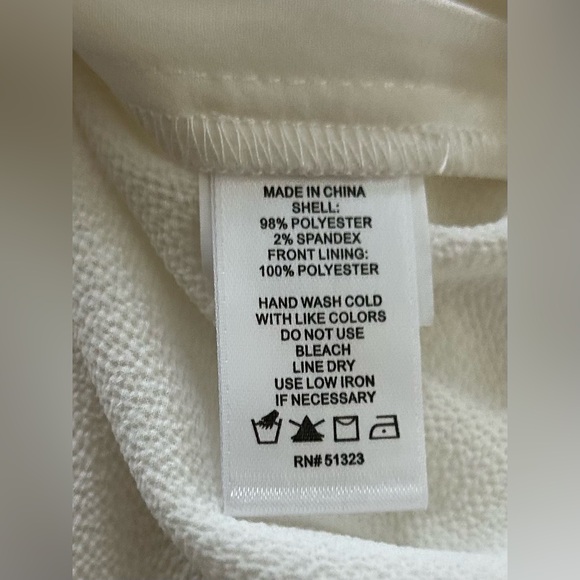 MADE IN CHINA
SHELL:
98% POLYESTER
2% SPANDEX
FRONT LINING:
100% POLYESTER
HAND WASH COLD
WITH LIKE COLORS
DO NOT USE
BLEACH
LINE DRY
USE LOW IRON
IF NECESSARY
RN# 51323